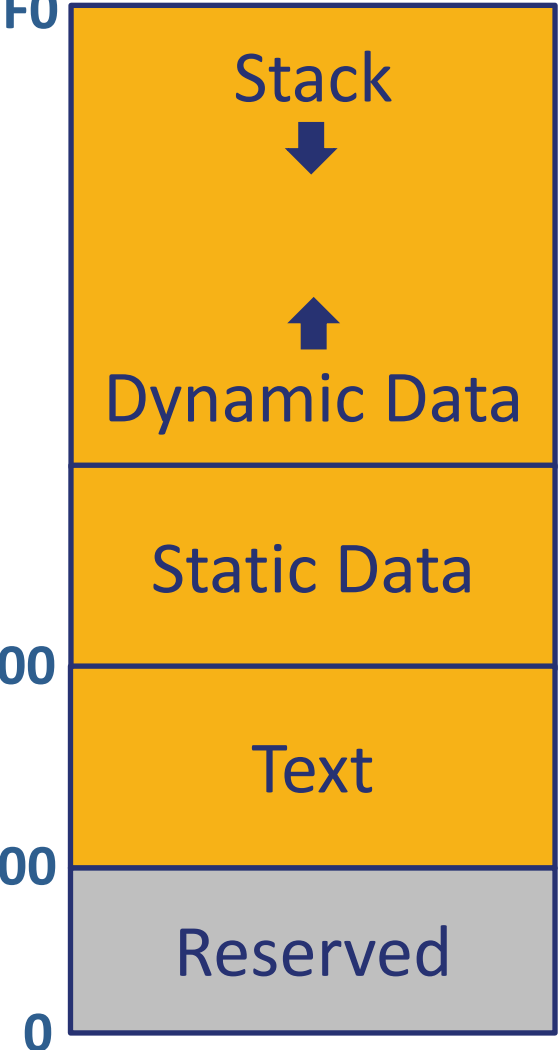 F0
Stack
Dynamic Data
Static Data
00
Text
00
Reserved
0